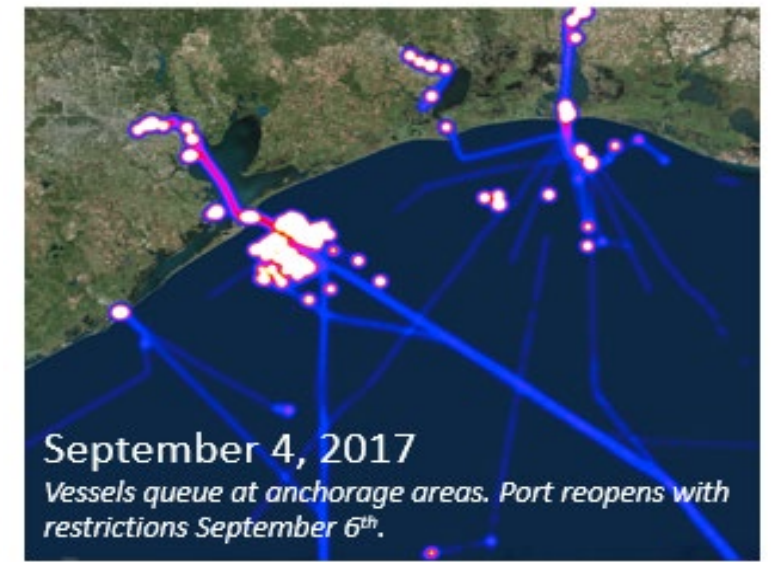 September 4, 2017
Vessels queue at anchorage areas. Port reopens with
restrictions September 6th.